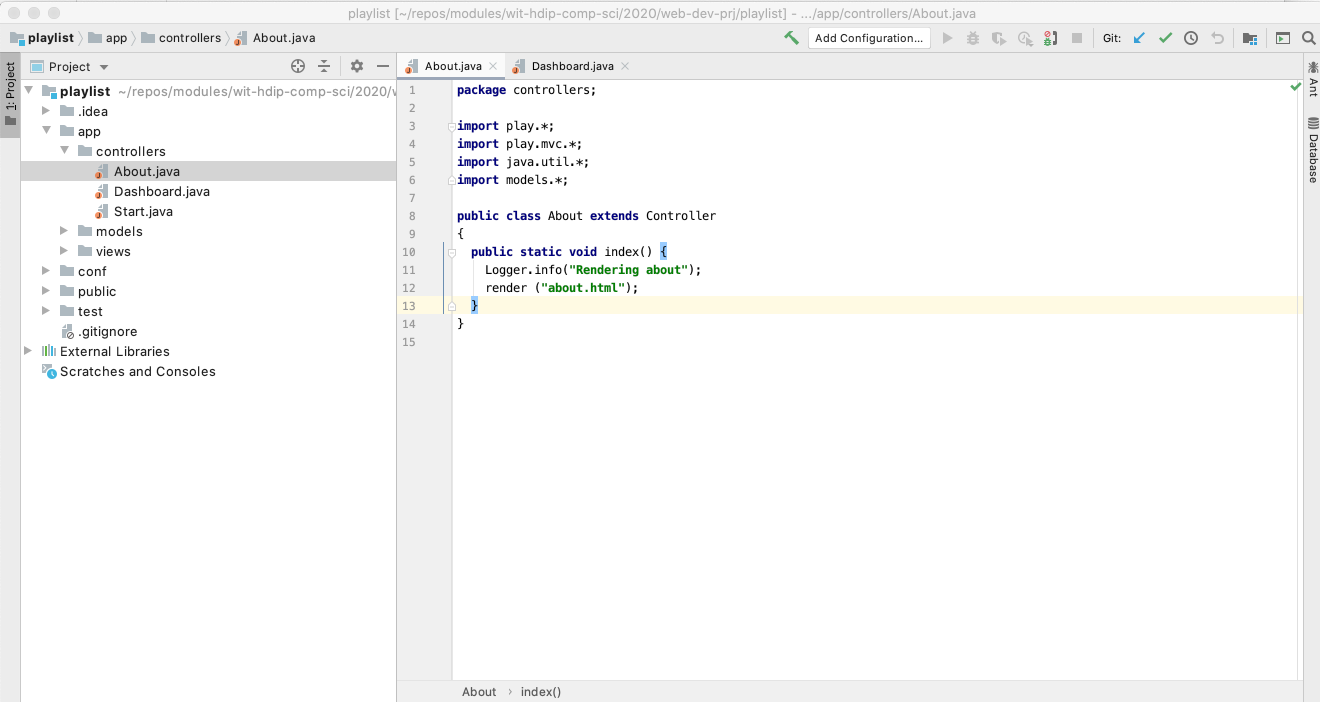 playlist [~/repos/modules/wit-hdip-comp-sci/2020/web-dev-prj/playlist] - .../app/controllers/About.java
playlist app controllers About.java
Add Configuration...
Git:
1: Project
Project
playlist ~/repos/modules/wit-hdip-comp-sci/2020/
.idea
app
controllers
About.java
Dashboard.java
Start.java
models
views
conf
public
test
.gitignore
External Libraries
Scratches and Consoles
About.java Dashboard.java
1 package controllers;
2
3 import play.*;
4 import play.mvc.*;
5 import java.util.*;
6 import models.*;
7
8 public class About extends Controller
9 {
10 public static void index() {
11 Logger.info("Rendering about");
12 render ("about.html");
13 }
14 }
15
About › index()
Ant
Database